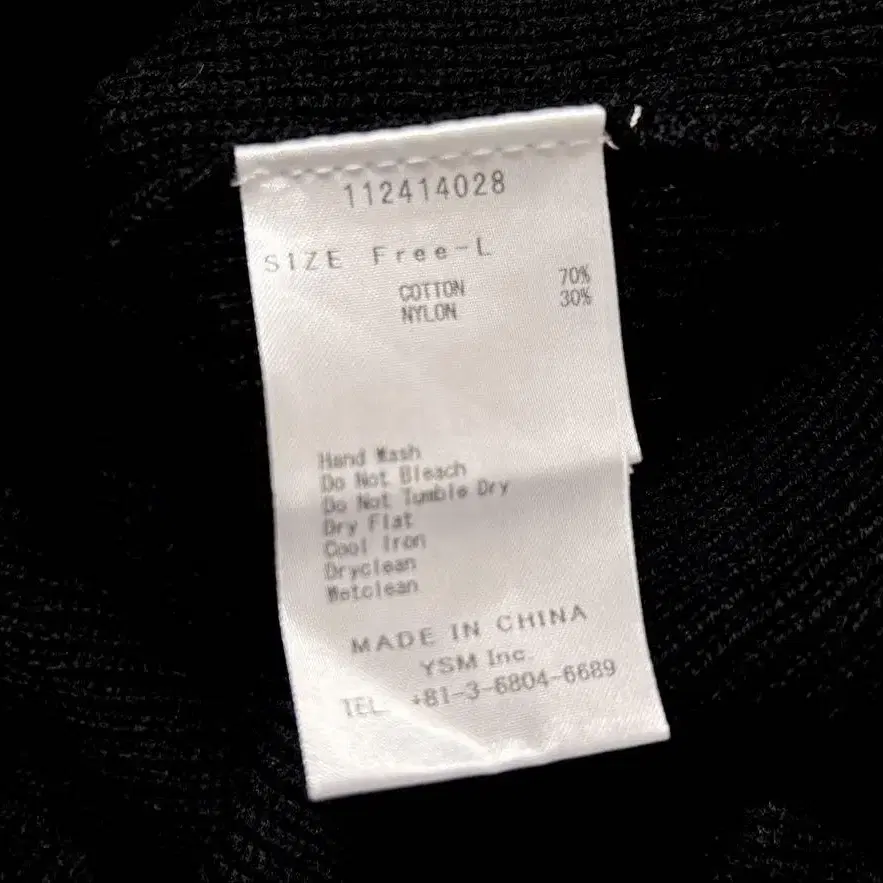 112414028
SIZE Free-L
COTTON 70%
NYLON 30%
Hand Wash
Do Not Bleach
Do Not Tumble Dry
Dry Flat
Cool Iron
Dryclean
Wetclean
MADE IN CHINA
YSM Inc.
TEL +81-3-6804-6689